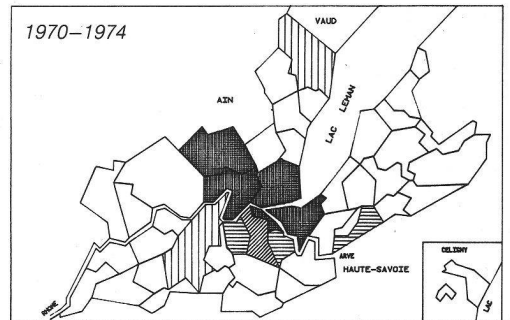 1970–1974
VAUD
AIN
LAC LEMAN
ARVE
HAUTE-SAVOIE
RHONE
CELIGNY
LAC